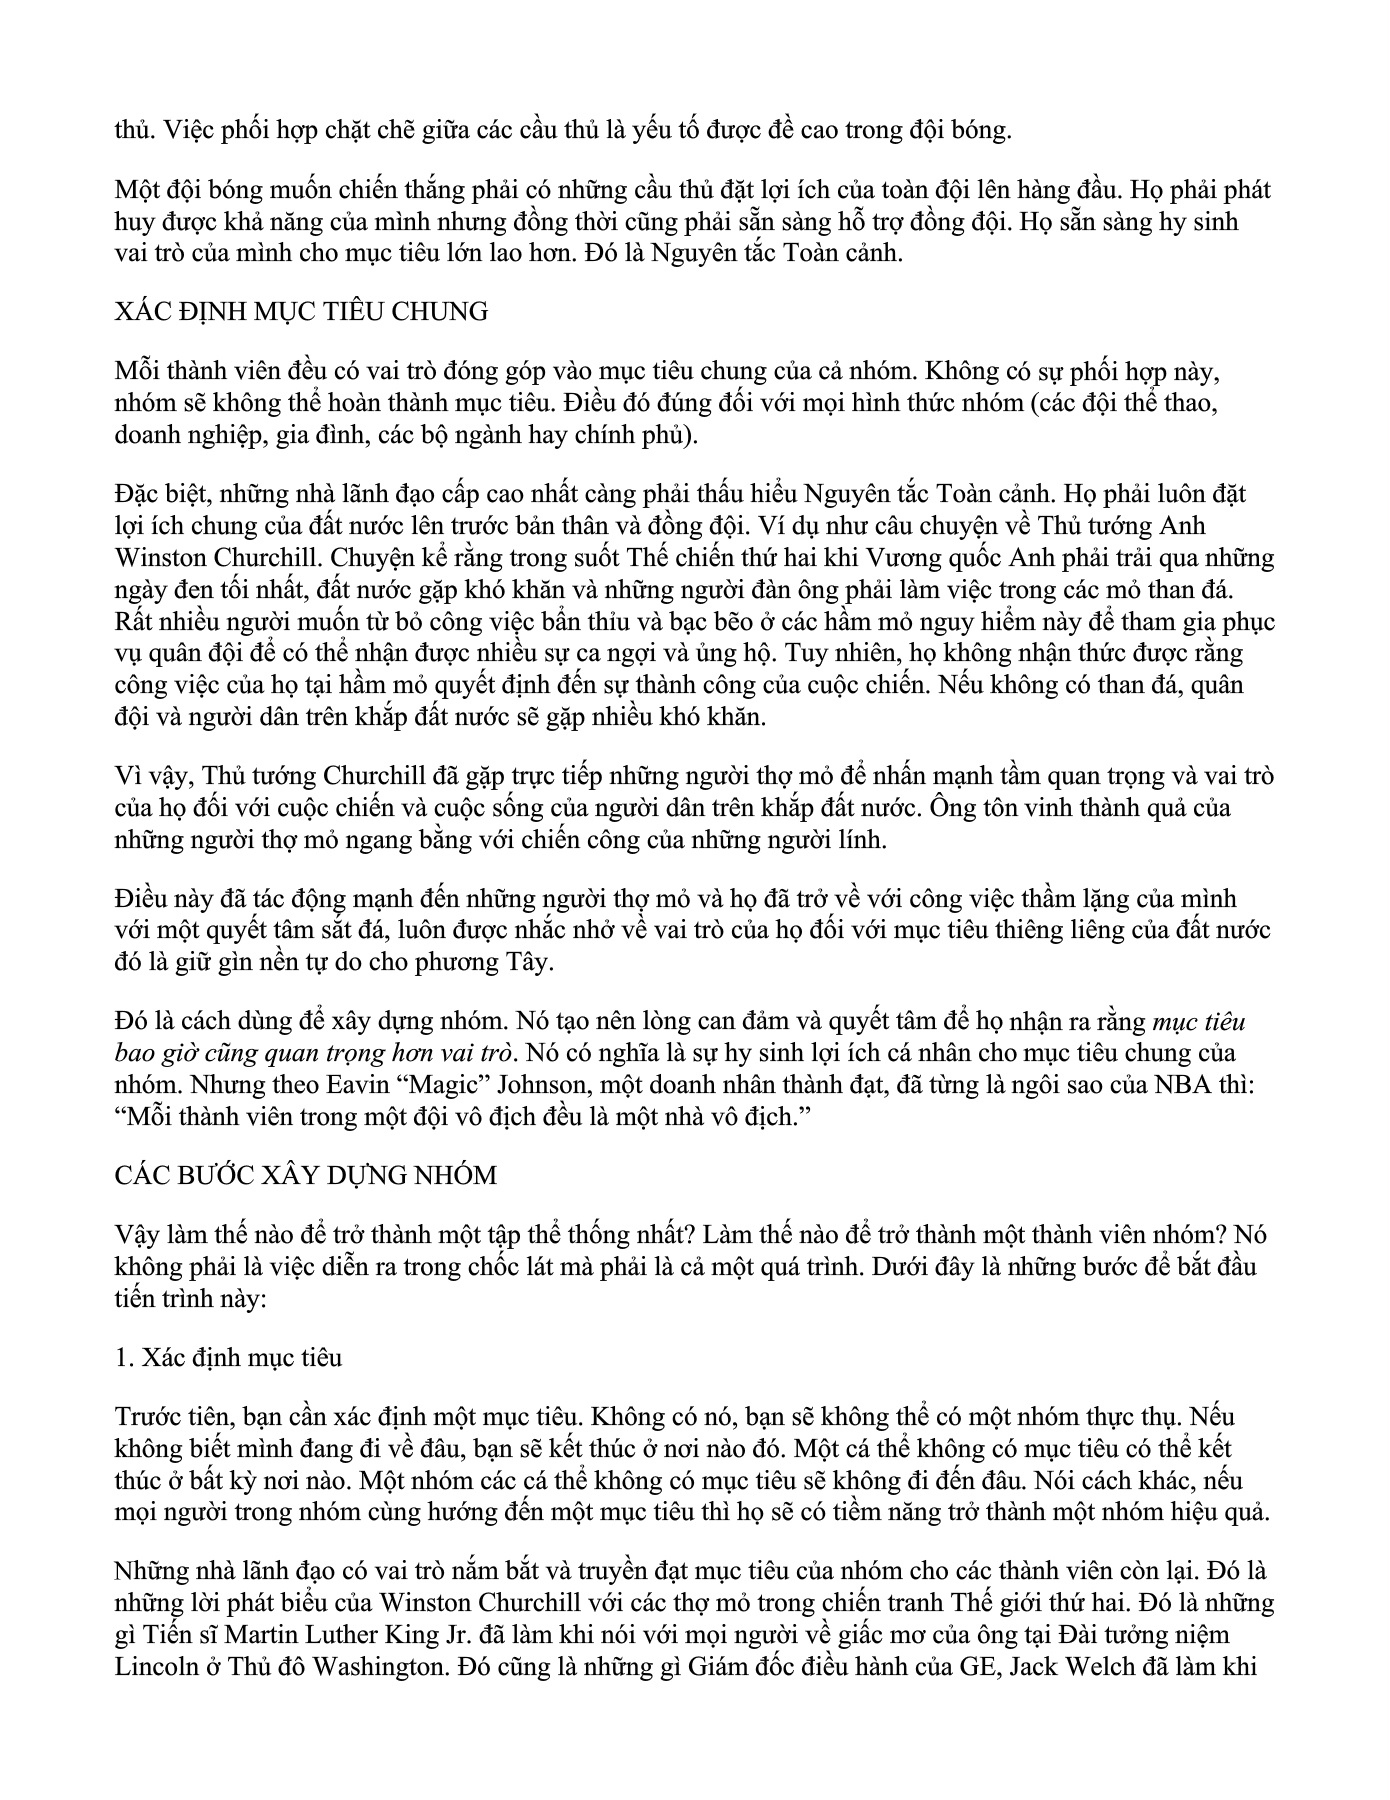 thủ. Việc phối hợp chặt chẽ giữa các cầu thủ là yếu tố được đề cao trong đội bóng.
Một đội bóng muốn chiến thắng phải có những cầu thủ đặt lợi ích của toàn đội lên hàng đầu. Họ phải phát
huy được khả năng của mình nhưng đồng thời cũng phải sẵn sàng hỗ trợ đồng đội. Họ sẵn sàng hy sinh
vai trò của mình cho mục tiêu lớn lao hơn. Đó là Nguyên tắc Toàn cảnh.
XÁC ĐỊNH MỤC TIÊU CHUNG
Mỗi thành viên đều có vai trò đóng góp vào mục tiêu chung của cả nhóm. Không có sự phối hợp này,
nhóm sẽ không thể hoàn thành mục tiêu. Điều đó đúng đối với mọi hình thức nhóm (các đội thể thao,
doanh nghiệp, gia đình, các bộ ngành hay chính phủ).
Đặc biệt, những nhà lãnh đạo cấp cao nhất càng phải thấu hiểu Nguyên tắc Toàn cảnh. Họ phải luôn đặt
lợi ích chung của đất nước lên trước bản thân và đồng đội. Ví dụ như câu chuyện về Thủ tướng Anh
Winston Churchill. Chuyện kể rằng trong suốt Thế chiến thứ hai khi Vương quốc Anh phải trải qua những
ngày đen tối nhất, đất nước gặp khó khăn và những người đàn ông phải làm việc trong các mỏ than đá.
Rất nhiều người muốn từ bỏ công việc bẩn thỉu và bạc bẽo ở các hầm mỏ nguy hiểm này để tham gia phục
vụ quân đội để có thể nhận được nhiều sự ca ngợi và ủng hộ. Tuy nhiên, họ không nhận thức được rằng
công việc của họ tại hầm mỏ quyết định đến sự thành công của cuộc chiến. Nếu không có than đá, quân
đội và người dân trên khắp đất nước sẽ gặp nhiều khó khăn.
Vì vậy, Thủ tướng Churchill đã gặp trực tiếp những người thợ mỏ để nhấn mạnh tầm quan trọng và vai trò
của họ đối với cuộc chiến và cuộc sống của người dân trên khắp đất nước. Ông tôn vinh thành quả của
những người thợ mỏ ngang bằng với chiến công của những người lính.
Điều này đã tác động mạnh đến những người thợ mỏ và họ đã trở về với công việc thầm lặng của mình
với một quyết tâm sắt đá, luôn được nhắc nhở về vai trò của họ đối với mục tiêu thiêng liêng của đất nước
đó là giữ gìn nền tự do cho phương Tây.
Đó là cách dùng để xây dựng nhóm. Nó tạo nên lòng can đảm và quyết tâm để họ nhận ra rằng mục tiêu
bao giờ cũng quan trọng hơn vai trò. Nó có nghĩa là sự hy sinh lợi ích cá nhân cho mục tiêu chung của
nhóm. Nhưng theo Eavin “Magic” Johnson, một doanh nhân thành đạt, đã từng là ngôi sao của NBA thì:
“Mỗi thành viên trong một đội vô địch đều là một nhà vô địch.”
CÁC BƯỚC XÂY DỰNG NHÓM
Vậy làm thế nào để trở thành một tập thể thống nhất? Làm thế nào để trở thành một thành viên nhóm? Nó
không phải là việc diễn ra trong chốc lát mà phải là cả một quá trình. Dưới đây là những bước để bắt đầu
tiến trình này:
1. Xác định mục tiêu
Trước tiên, bạn cần xác định một mục tiêu. Không có nó, bạn sẽ không thể có một nhóm thực thụ. Nếu
không biết mình đang đi về đâu, bạn sẽ kết thúc ở nơi nào đó. Một cá thể không có mục tiêu có thể kết
thúc ở bất kỳ nơi nào. Một nhóm các cá thể không có mục tiêu sẽ không đi đến đâu. Nói cách khác, nếu
mọi người trong nhóm cùng hướng đến một mục tiêu thì họ sẽ có tiềm năng trở thành một nhóm hiệu quả.
Những nhà lãnh đạo có vai trò nắm bắt và truyền đạt mục tiêu của nhóm cho các thành viên còn lại. Đó là
những lời phát biểu của Winston Churchill với các thợ mỏ trong chiến tranh Thế giới thứ hai. Đó là những
gì Tiến sĩ Martin Luther King Jr. đã làm khi nói với mọi người về giấc mơ của ông tại Đài tưởng niệm
Lincoln ở Thủ đô Washington. Đó cũng là những gì Giám đốc điều hành của GE, Jack Welch đã làm khi